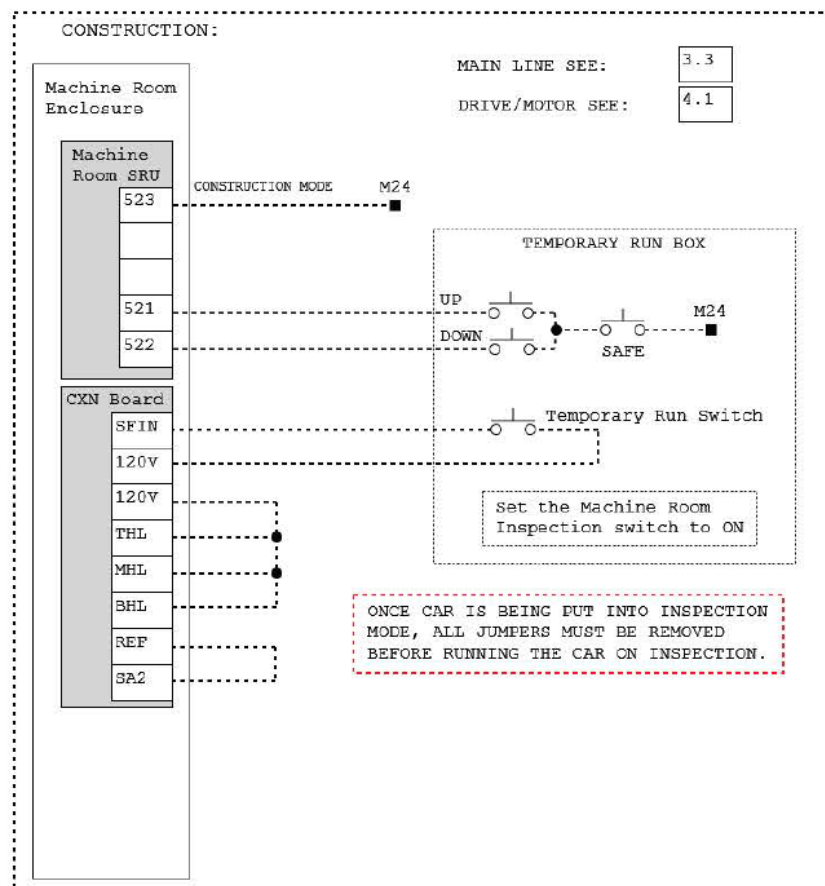 CONSTRUCTION:
MAIN LINE SEE: 3.3
DRIVE/MOTOR SEE: 4.1
Machine Room
Enclosure
Machine
Room SRU
523
CONSTRUCTION MODE
M24
TEMPORARY RUN BOX
521
UP
M24
522
DOWN
SAFE
CXN Board
SFIN
Temporary Run Switch
120v
120v
Set the Machine Room
Inspection switch to ON
THL
MHL
BHL
REF
SA2
ONCE CAR IS BEING PUT INTO INSPECTION
MODE, ALL JUMPERS MUST BE REMOVED
BEFORE RUNNING THE CAR ON INSPECTION.